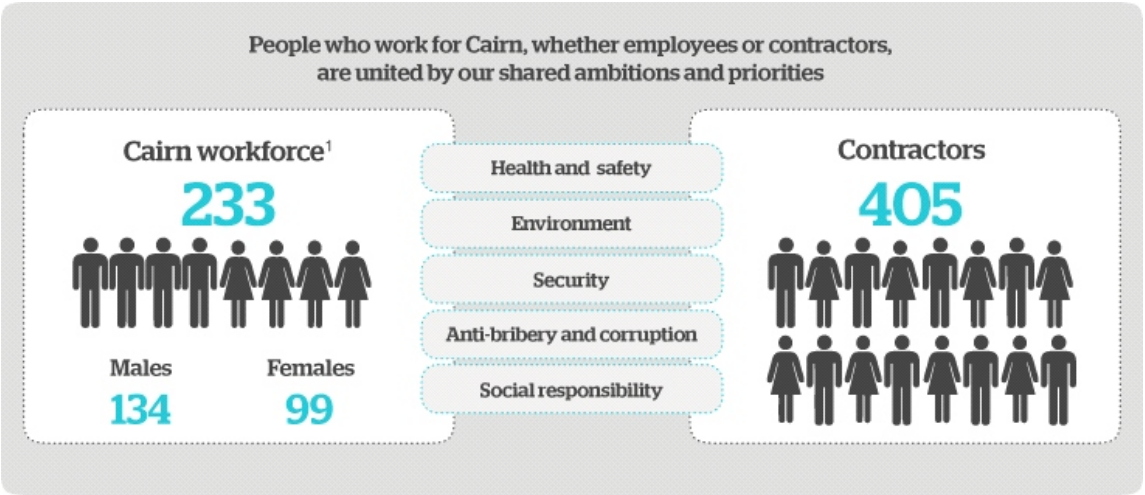 People who work for Cairn, whether employees or contractors,
are united by our shared ambitions and priorities
Cairn workforce¹
233
Males
134
Females
99
Health and safety
Environment
Security
Anti-bribery and corruption
Social responsibility
Contractors
405